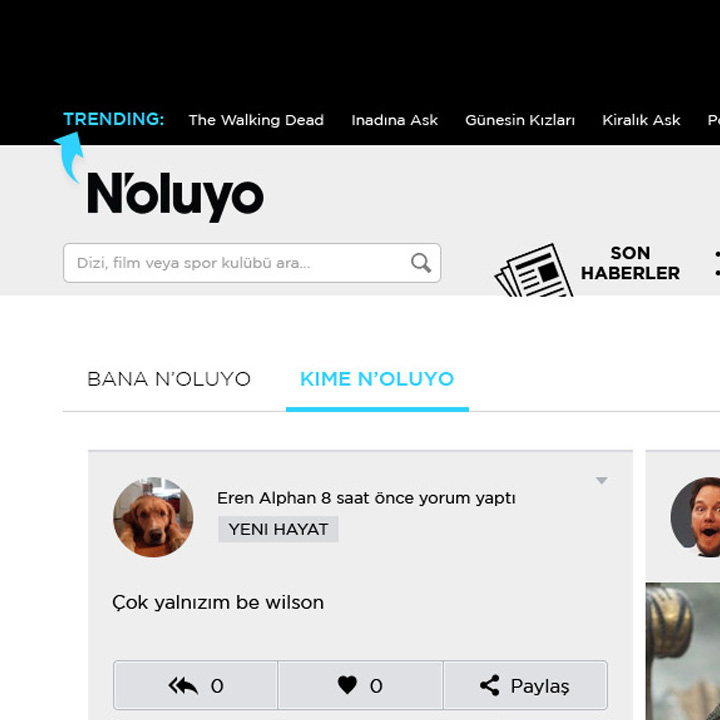 TRENDING: The Walking Dead Inadına Ask Günesin Kızları Kiralık Ask
N'oluyo
Dizi, film veya spor kulübü ara...
SON
HABERLER
BANA N'OLUYO KIME N'OLUYO
Eren Alphan 8 saat önce yorum yaptı
YENI HAYAT
Çok yalnızım be wilson
0 0 Paylaş